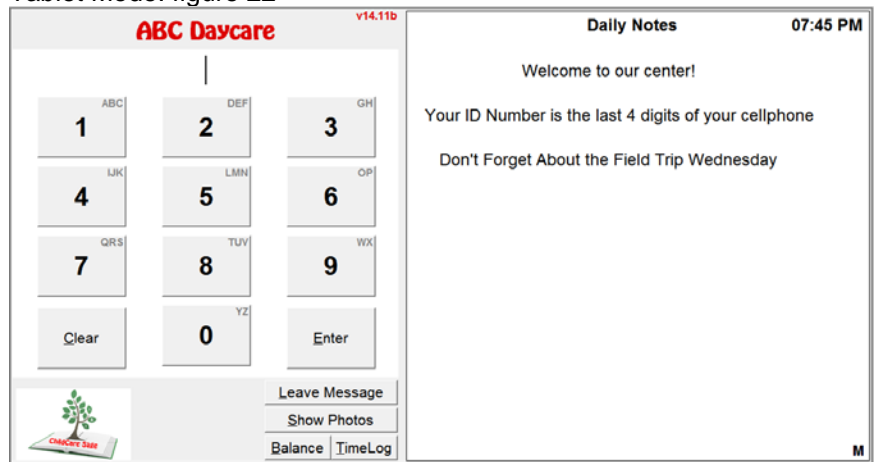 Tablet Mode: figure 22
ABC Daycare
v14.11b
1 ABC
2 DEF
3 GH
4 IJK
5 LMN
6 OP
7 QRS
8 TUV
9 WX
Clear
0 YZ
Enter
Leave Message
Show Photos
Balance TimeLog
ChildCare Sage
Daily Notes 07:45 PM
Welcome to our center!
Your ID Number is the last 4 digits of your cellphone
Don't Forget About the Field Trip Wednesday
M